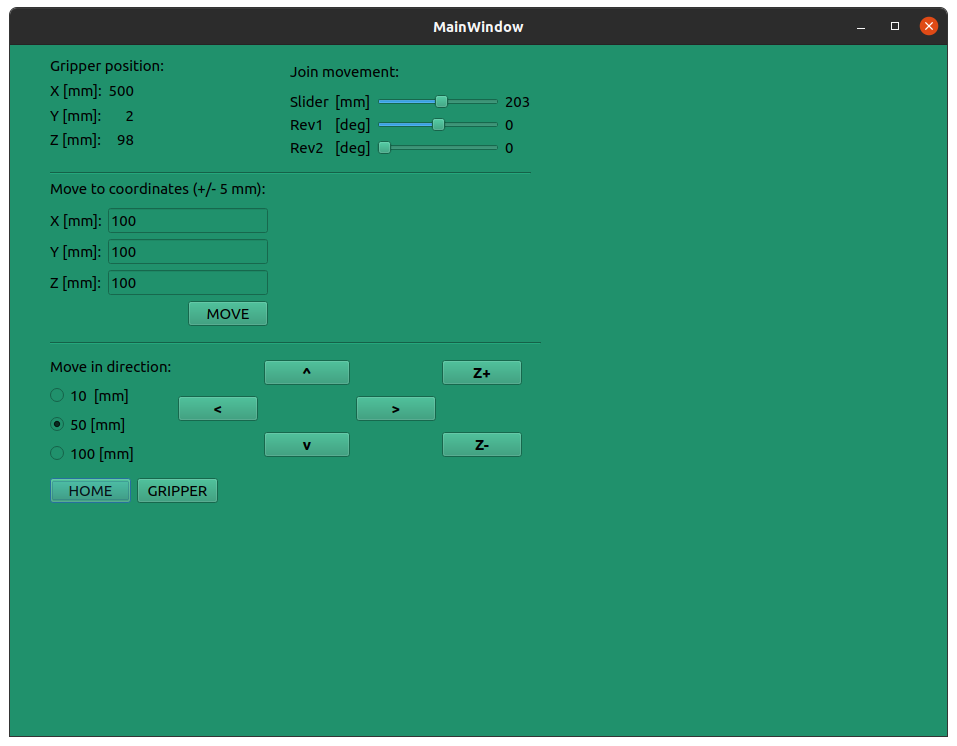 MainWindow
Gripper position:
X [mm]: 500
Y [mm]: 2
Z [mm]: 98
Join movement:
Slider [mm] 203
Rev1 [deg] 0
Rev2 [deg] 0
Move to coordinates (+/- 5 mm):
X [mm]: 100
Y [mm]: 100
Z [mm]: 100
MOVE
Move in direction:
10 [mm]
50 [mm]
100 [mm]
^
<
>
v
Z+
Z-
HOME GRIPPER